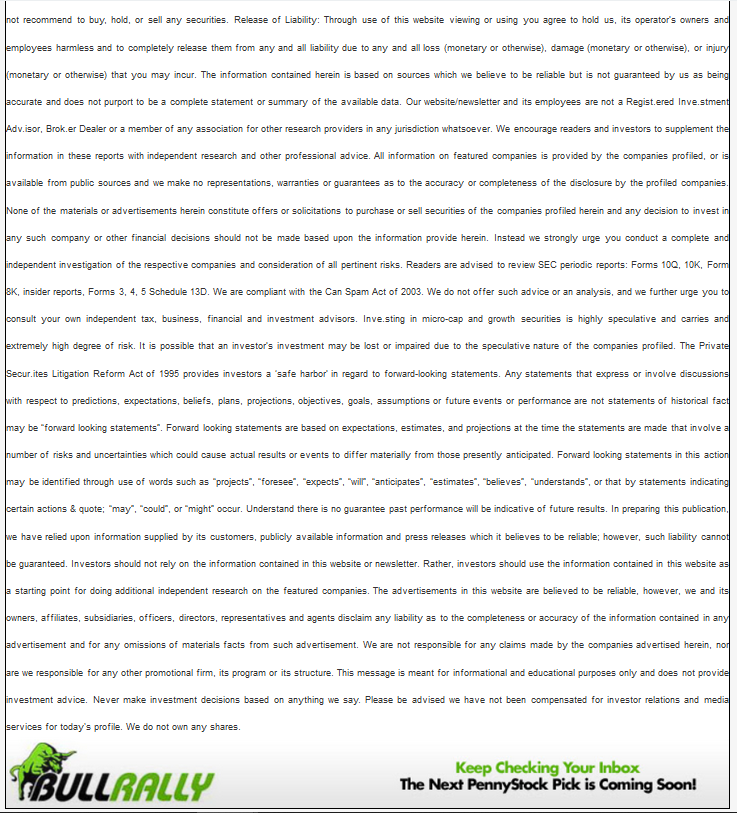 not recommend to buy, hold, or sell any securities. Release of Liability: Through use of this website viewing or using you agree to hold us, its operator's owners and
employees harmless and to completely release them from any and all liability due to any and all loss (monetary or otherwise), damage (monetary or otherwise), or injury
(monetary or otherwise) that you may incur. The information contained herein is based on sources which we believe to be reliable but is not guaranteed by us as being
accurate and does not purport to be a complete statement or summary of the available data. Our website/newsletter and its employees are not a Regist.ered Inve.stment
Adv.isor, Brok.er Dealer or a member of any association for other research providers in any jurisdiction whatsoever. We encourage readers and investors to supplement the
information in these reports with independent research and other professional advice. All information on featured companies is provided by the companies profiled, or is
available from public sources and we make no representations, warranties or guarantees as to the accuracy or completeness of the disclosure by the profiled companies.
None of the materials or advertisements herein constitute offers or solicitations to purchase or sell securities of the companies profiled herein and any decision to invest in
any such company or other financial decisions should not be made based upon the information provide herein. Instead we strongly urge you conduct a complete and
independent investigation of the respective companies and consideration of all pertinent risks. Readers are advised to review SEC periodic reports: Forms 10Q, 10K, Form
8K, insider reports, Forms 3, 4, 5 Schedule 13D. We are compliant with the Can Spam Act of 2003. We do not offer such advice or an analysis, and we further urge you to
consult your own independent tax, business, financial and investment advisors. Inve.sting in micro-cap and growth securities is highly speculative and carries and
extremely high degree of risk. It is possible that an investor's investment may be lost or impaired due to the speculative nature of the companies profiled. The Private
Secur.ites Litigation Reform Act of 1995 provides investors a 'safe harbor' in regard to forward-looking statements. Any statements that express or involve discussions
with respect to predictions, expectations, beliefs, plans, projections, objectives, goals, assumptions or future events or performance are not statements of historical fact
may be "forward looking statements". Forward looking statements are based on expectations, estimates, and projections at the time the statements are made that involve a
number of risks and uncertainties which could cause actual results or events to differ materially from those presently anticipated. Forward looking statements in this action
may be identified through use of words such as "projects", "foresee", "expects", "will", "anticipates", "estimates", "believes", "understands", or that by statements indicating
certain actions & quote; "may", "could", or "might" occur. Understand there is no guarantee past performance will be indicative of future results. In preparing this publication,
we have relied upon information supplied by its customers, publicly available information and press releases which it believes to be reliable; however, such liability cannot
be guaranteed. Investors should not rely on the information contained in this website or newsletter. Rather, investors should use the information contained in this website as
a starting point for doing additional independent research on the featured companies. The advertisements in this website are believed to be reliable, however, we and its
owners, affiliates, subsidiaries, officers, directors, representatives and agents disclaim any liability as to the completeness or accuracy of the information contained in any
advertisement and for any omissions of materials facts from such advertisement. We are not responsible for any claims made by the companies advertised herein, nor
are we responsible for any other promotional firm, its program or its structure. This message is meant for informational and educational purposes only and does not provide
investment advice. Never make investment decisions based on anything we say. Please be advised we have not been compensated for investor relations and media
services for today's profile. We do not own any shares.
BULLRALLY
Keep Checking Your Inbox
The Next PennyStock Pick is Coming Soon!